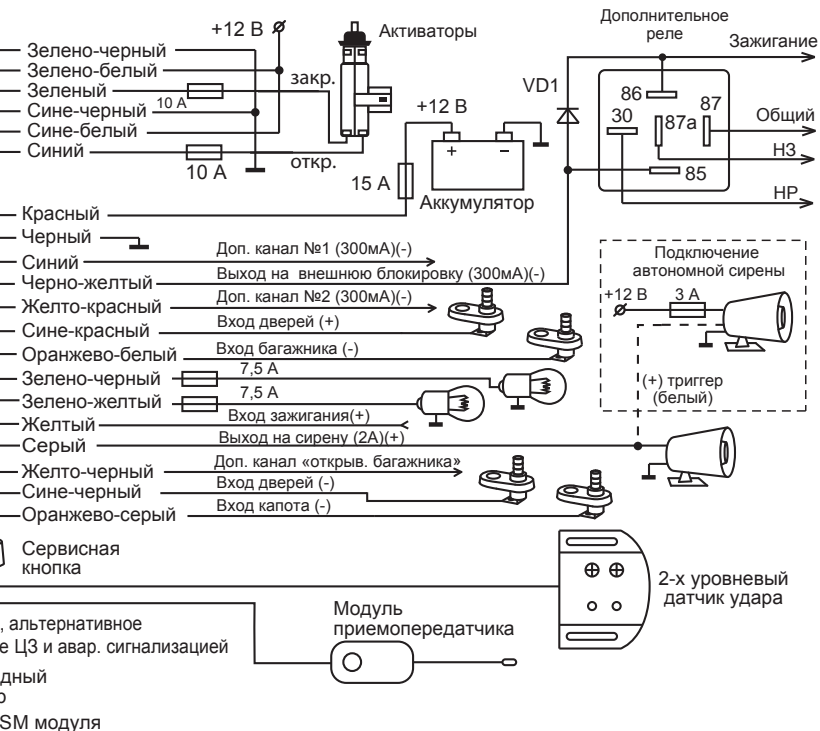 +12 В
Активаторы
Дополнительное
реле
Зажигание
Зелено-черный
Зелено-белый
Зеленый
закр.
10 А
Сине-черный
Сине-белый
Синий
10 А
откр.
+12 В
15 А
+ −
Аккумулятор
VD1
86
30
87а
87
85
Общий
НЗ
НР
Красный
Черный
Синий
Доп. канал №1 (300мА)(-)
Черно-желтый
Выход на внешнюю блокировку (300мА)(-)
Желто-красный
Доп. канал №2 (300мА)(-)
Сине-красный
Вход дверей (+)
Оранжево-белый
Вход багажника (-)
Зелено-черный
7,5 А
Зелено-желтый
7,5 А
Желтый
Вход зажигания(+)
Серый
Выход на сирену (2А)(+)
Желто-черный
Доп. канал «открыв. багажника»
Сине-черный
Вход дверей (-)
Оранжево-серый
Вход капота (-)
Подключение
автономной сирены
+12 В
3 А
(+) триггер
(белый)
Сервисная
кнопка
2-х уровневый
датчик удара
Модуль
приемопередатчика
, альтернативное
е ЦЗ и авар. сигнализацией
дный
р
SM модуля